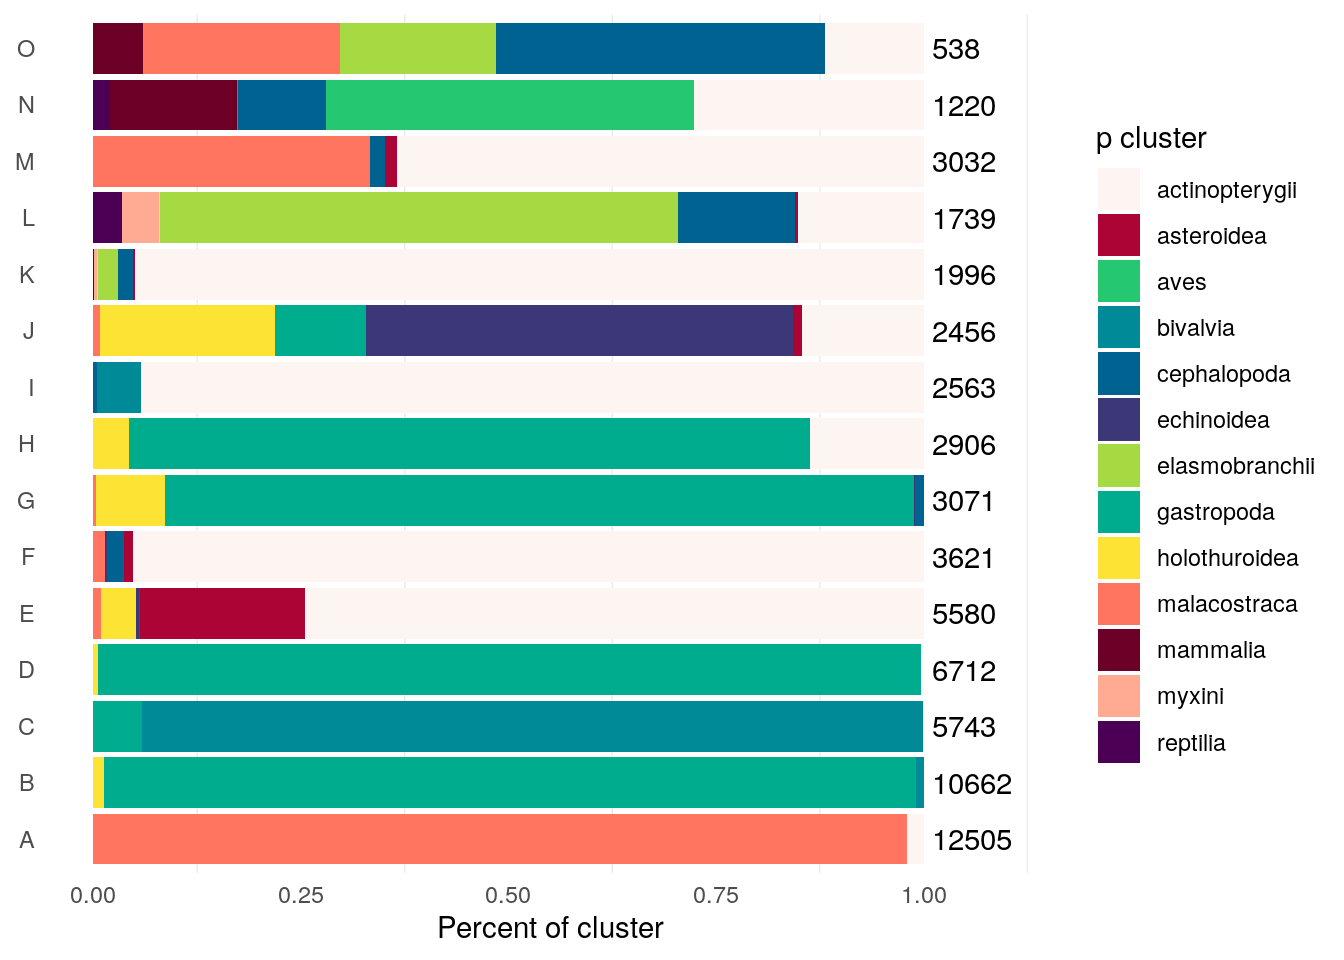 O 538
N 1220
M 3032
L 1739
K 1996
J 2456
I 2563
H 2906
G 3071
F 3621
E 5580
D 6712
C 5743
B 10662
A 12505
0.00 0.25 0.50 0.75 1.00
Percent of cluster
p cluster
actinopterygii
asteroidea
aves
bivalvia
cephalopoda
echinoidea
elasmobranchii
gastropoda
holothuroidea
malacostraca
mammalia
myxini
reptilia